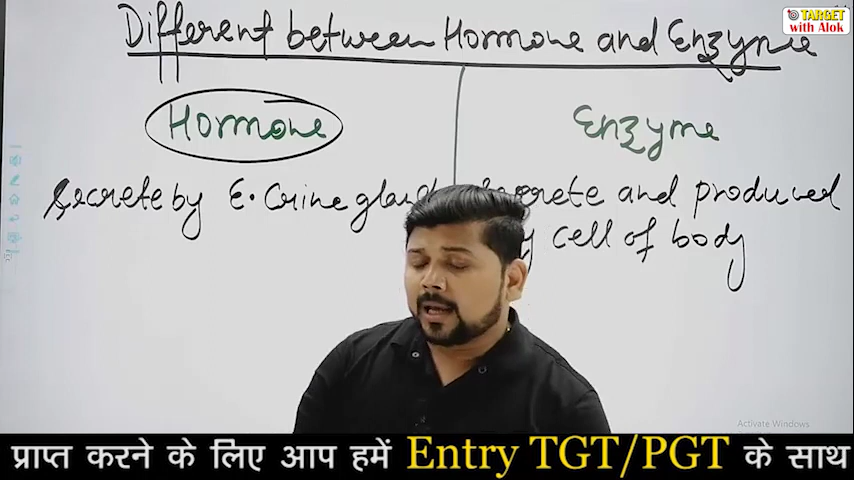 TARGET
with Alok
Different between Hormone and Enzyme
Hormone
Enzyme
Secrete by E. Crine gland
Secrete and produced
by cell of body
Activate Windows
प्राप्त करने के लिए आप हमें Entry TGT/PGT के साथ